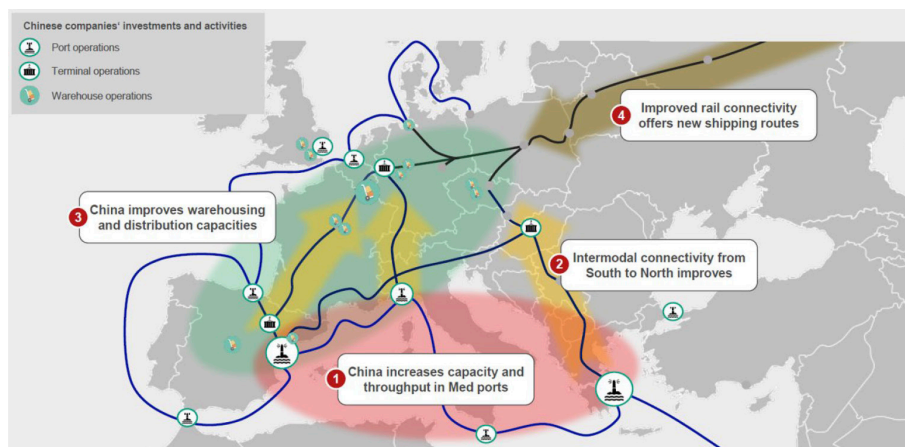 Chinese companies' investments and activities
Port operations
Terminal operations
Warehouse operations
4
Improved rail connectivity
offers new shipping routes
3
China improves warehousing
and distribution capacities
2
Intermodal connectivity from
South to North improves
1
China increases capacity and
throughput in Med ports